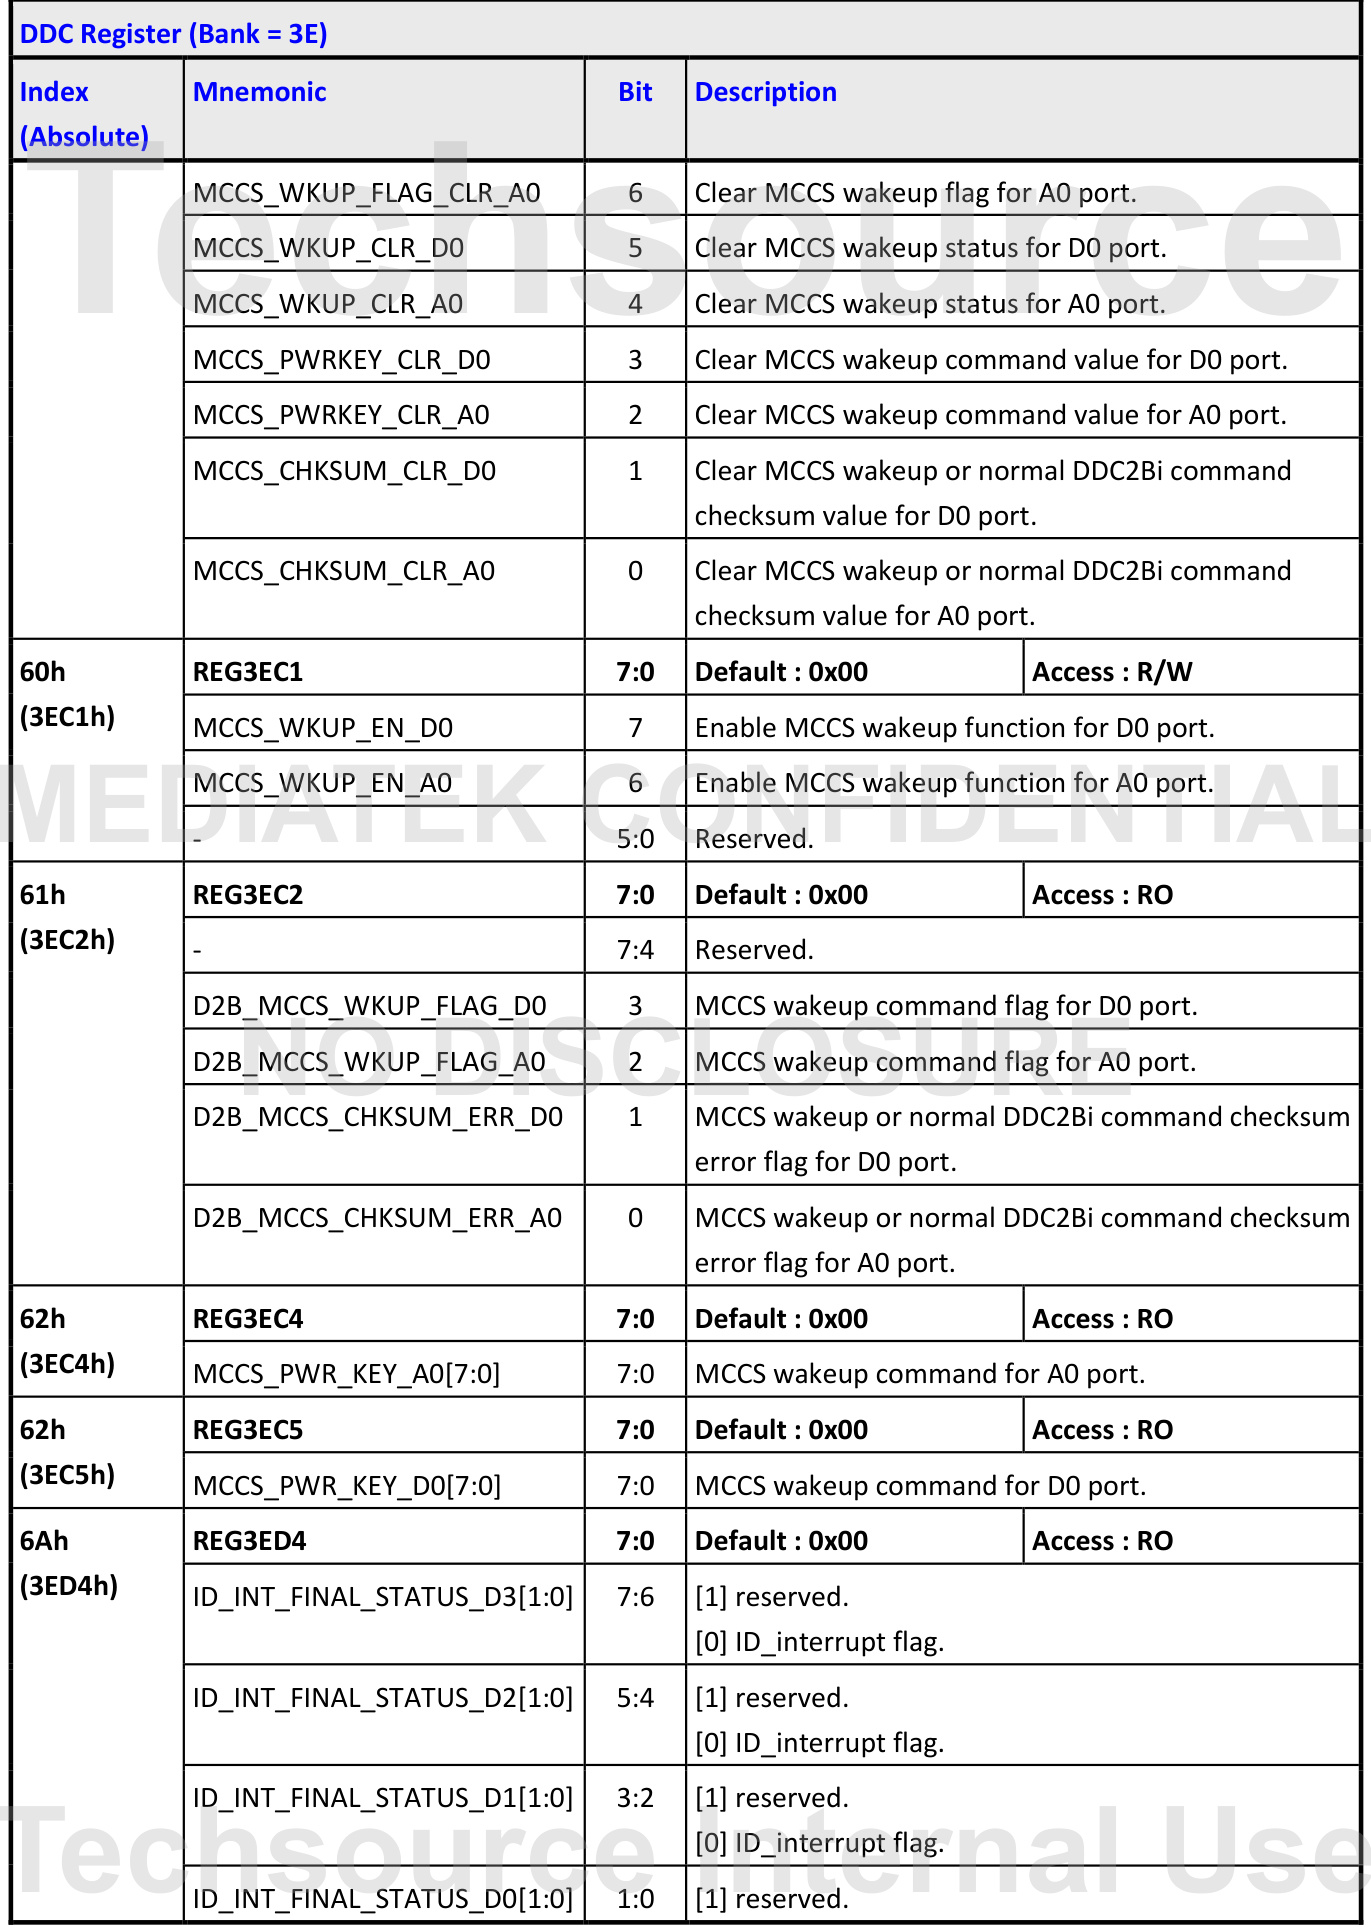 DDC Register (Bank = 3E)
Index (Absolute) Mnemonic Bit Description
MCCS_WKUP_FLAG_CLR_A0 6 Clear MCCS wakeup flag for A0 port.
MCCS_WKUP_CLR_D0 5 Clear MCCS wakeup status for D0 port.
MCCS_WKUP_CLR_A0 4 Clear MCCS wakeup status for A0 port.
MCCS_PWRKEY_CLR_D0 3 Clear MCCS wakeup command value for D0 port.
MCCS_PWRKEY_CLR_A0 2 Clear MCCS wakeup command value for A0 port.
MCCS_CHKSUM_CLR_D0 1 Clear MCCS wakeup or normal DDC2Bi command
checksum value for D0 port.
MCCS_CHKSUM_CLR_A0 0 Clear MCCS wakeup or normal DDC2Bi command
checksum value for A0 port.
60h REG3EC1 7:0 Default : 0x00 Access : R/W
(3EC1h) MCCS_WKUP_EN_D0 7 Enable MCCS wakeup function for D0 port.
MCCS_WKUP_EN_A0 6 Enable MCCS wakeup function for A0 port.
- 5:0 Reserved.
61h REG3EC2 7:0 Default : 0x00 Access : RO
(3EC2h) - 7:4 Reserved.
D2B_MCCS_WKUP_FLAG_D0 3 MCCS wakeup command flag for D0 port.
D2B_MCCS_WKUP_FLAG_A0 2 MCCS wakeup command flag for A0 port.
D2B_MCCS_CHKSUM_ERR_D0 1 MCCS wakeup or normal DDC2Bi command checksum
error flag for D0 port.
D2B_MCCS_CHKSUM_ERR_A0 0 MCCS wakeup or normal DDC2Bi command checksum
error flag for A0 port.
62h REG3EC4 7:0 Default : 0x00 Access : RO
(3EC4h) MCCS_PWR_KEY_A0[7:0] 7:0 MCCS wakeup command for A0 port.
62h REG3EC5 7:0 Default : 0x00 Access : RO
(3EC5h) MCCS_PWR_KEY_D0[7:0] 7:0 MCCS wakeup command for D0 port.
6Ah REG3ED4 7:0 Default : 0x00 Access : RO
(3ED4h) ID_INT_FINAL_STATUS_D3[1:0] 7:6 [1] reserved.
[0] ID_interrupt flag.
ID_INT_FINAL_STATUS_D2[1:0] 5:4 [1] reserved.
[0] ID_interrupt flag.
ID_INT_FINAL_STATUS_D1[1:0] 3:2 [1] reserved.
[0] ID_interrupt flag.
ID_INT_FINAL_STATUS_D0[1:0] 1:0 [1] reserved.
Techsource
MEDIATEK CONFIDENTIAL
NO DISCLOSURE
Techsource Internal Use